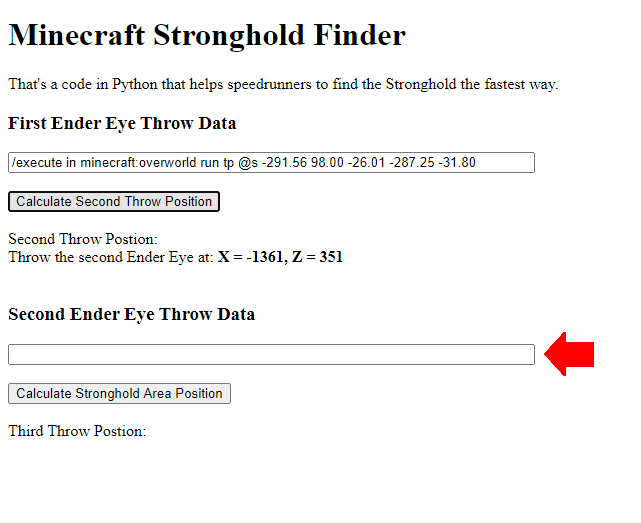 Minecraft Stronghold Finder
That's a code in Python that helps speedrunners to find the Stronghold the fastest way.
First Ender Eye Throw Data
/execute in minecraft:overworld run tp @s -291.56 98.00 -26.01 -287.25 -31.80
Calculate Second Throw Position
Second Throw Postion:
Throw the second Ender Eye at: X = -1361, Z = 351
Second Ender Eye Throw Data
Calculate Stronghold Area Position
Third Throw Postion: